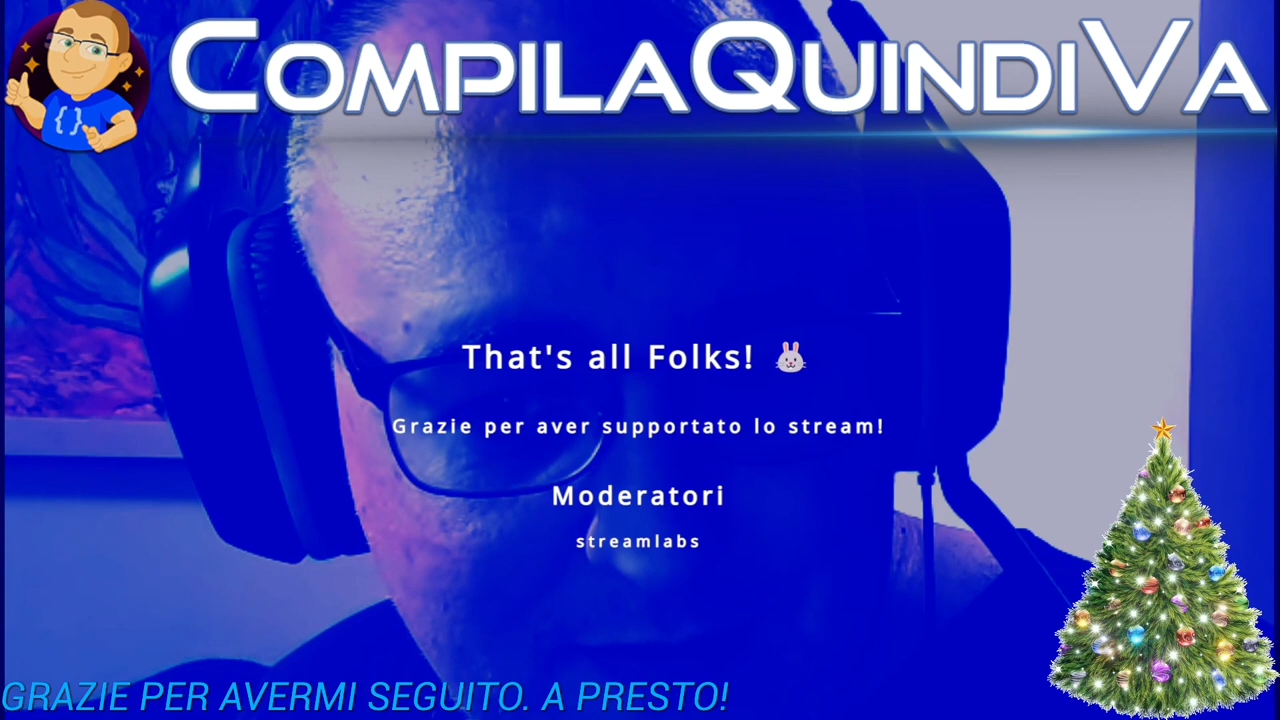 COMPILAQUINDIVA
{}
That's all Folks! 🐰
Grazie per aver supportato lo stream!
Moderatori
streamlabs
GRAZIE PER AVERMI SEGUITO. A PRESTO!